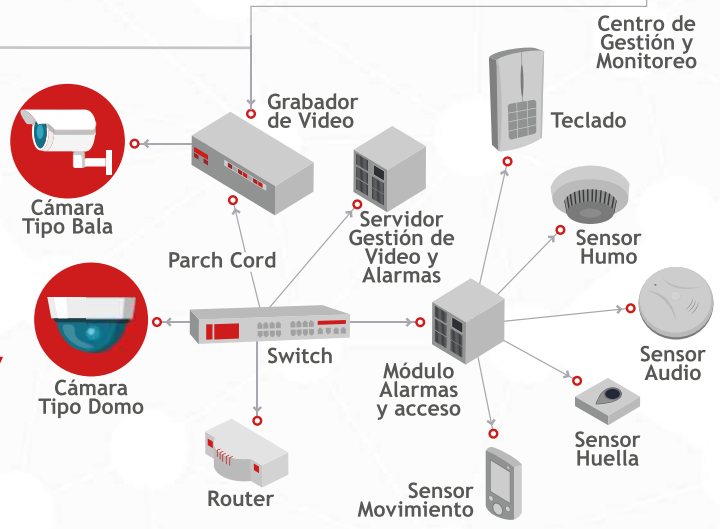 Centro de
Gestión y
Monitoreo
Grabador
de Video
Teclado
Cámara
Tipo Bala
Servidor
Gestión de
Video y
Alarmas
Sensor
Humo
Parch Cord
Switch
Sensor
Audio
Cámara
Tipo Domo
Módulo
Alarmas
y acceso
Sensor
Huella
Router
Sensor
Movimiento